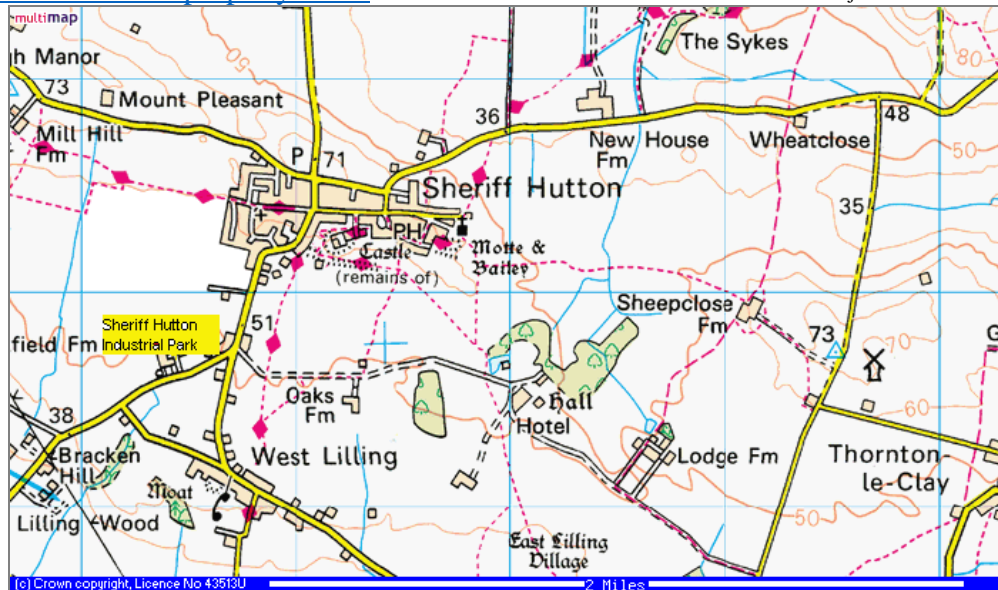 multimap
gh Manor
The Sykes
50
80
73
Mount Pleasant
36
48
Mill Hill
Fm
P
71
New House
Fm
Wheatclose
50
Sheriff Hutton
35
PH
Castle
(remains of)
Motte &
Bailey
Sheepclose
Fm
Sheriff Hutton
Industrial Park
51
73
70
field Fm
G
Oaks
Fm
Hall
Hotel
60
38
Bracken
Hill
West Lilling
Lodge Fm
Thornton-
le-Clay
Moat
Lilling Wood
50
East Lilling
Village
(c) Crown copyright, Licence No 43513U
2 Miles